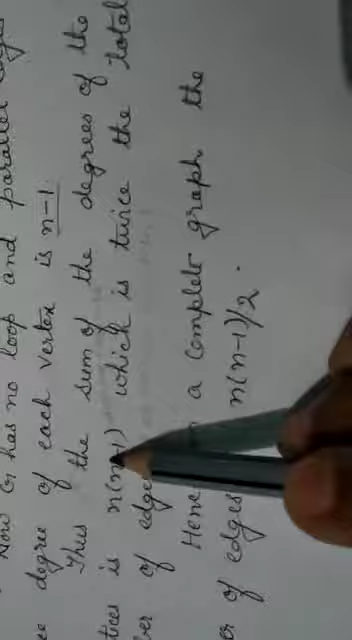 Now G has no loop and parallel
degree of each vertex is n-1
Thus the sum of the degrees of the
is n(n-1) which is twice the total
of edge
Hence a complete graph the
of edges n(n-1)/2.